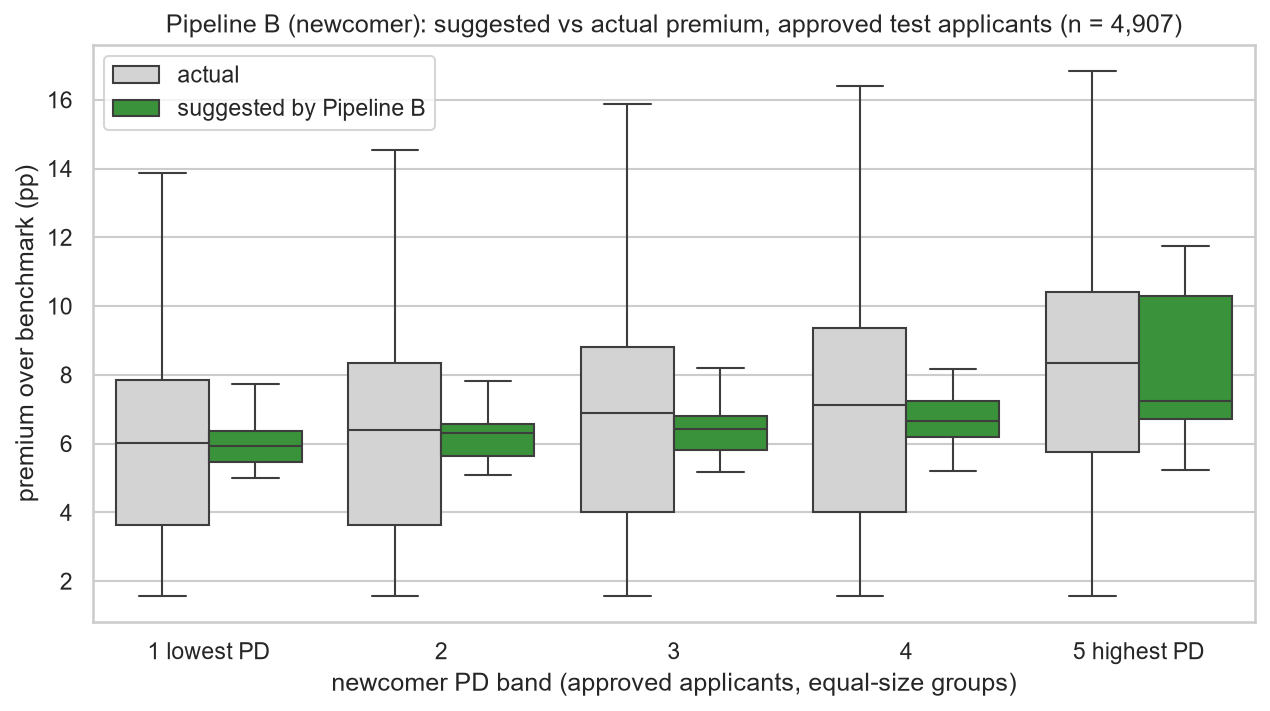 Pipeline B (newcomer): suggested vs actual premium, approved test applicants (n = 4,907)
actual
suggested by Pipeline B
premium over benchmark (pp)
16
14
12
10
8
6
4
2
1 lowest PD
2
3
4
5 highest PD
newcomer PD band (approved applicants, equal-size groups)